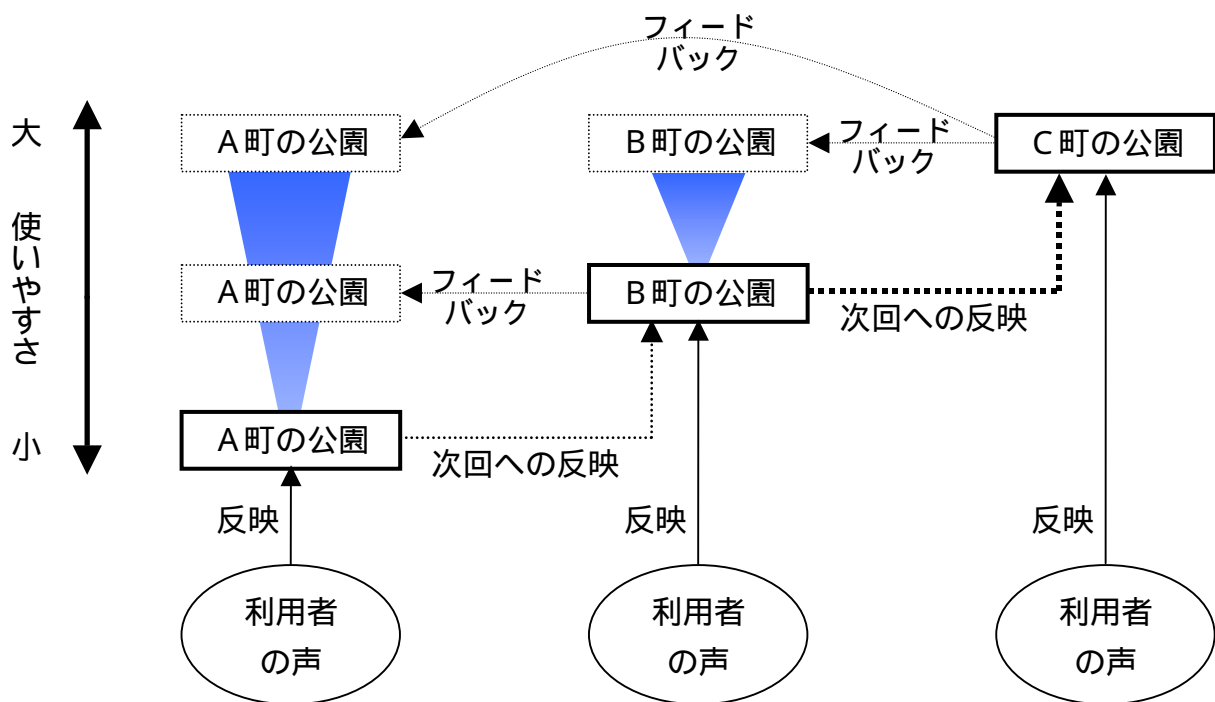 フィード
バック
大
使いやすさ
小
A町の公園
B町の公園
フィード
バック
C町の公園
A町の公園
フィード
バック
B町の公園
次回への反映
A町の公園
次回への反映
反映
反映
反映
利用者
の声
利用者
の声
利用者
の声